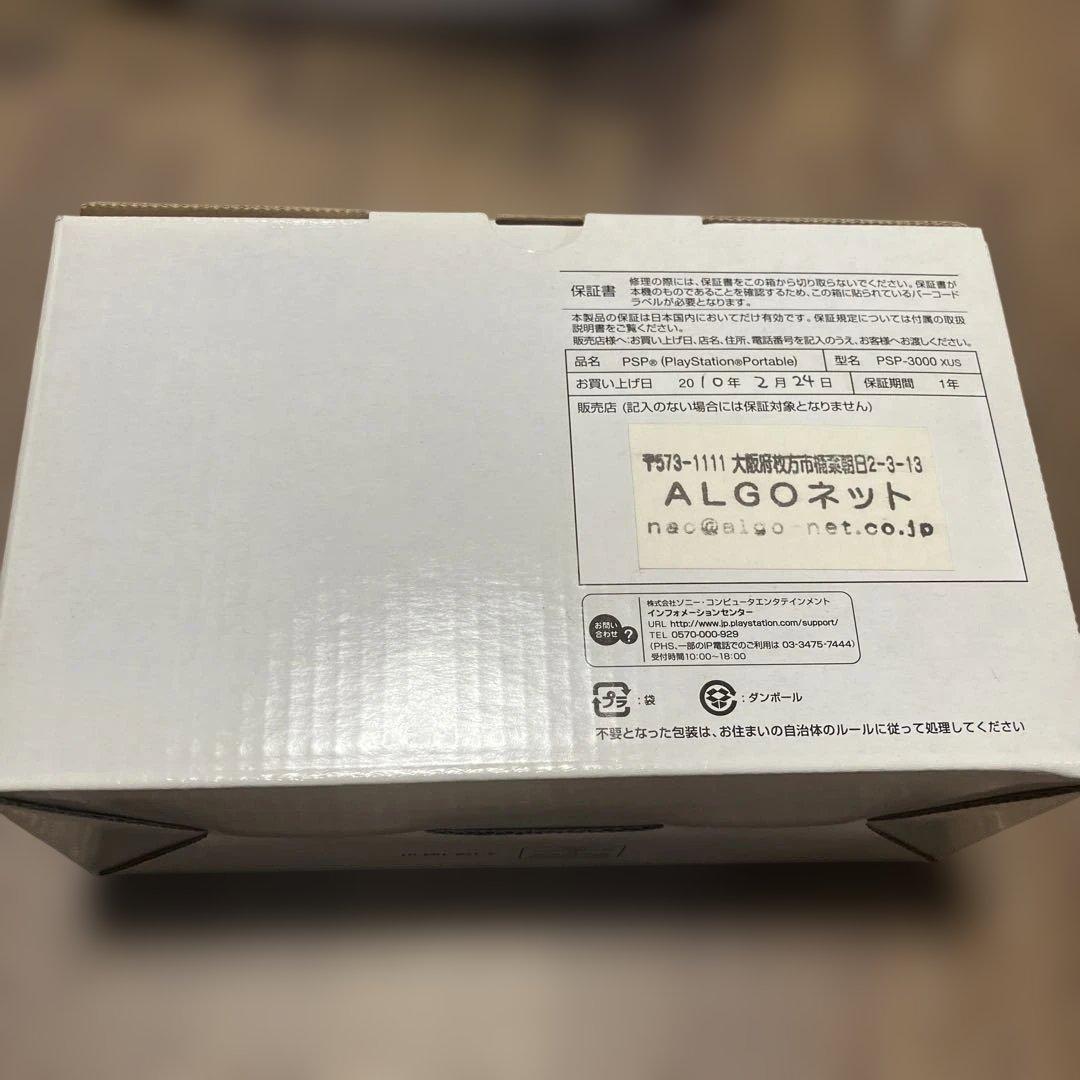 保証書
修理の際には、保証書をこの箱から切り取らないでください。保証書が
本機のものであることを確認するため、この箱に貼られているバーコード
ラベルが必要となります。
本製品の保証は日本国内においてだけ有効です。保証規定については付属の取扱
説明書をご覧ください。
販売店様へ:お買い上げ日、店名、住所、電話番号を記入のうえ、お客様へお渡しください。
品名 PSP® (PlayStation®Portable) 型名 PSP-3000 XUS
お買い上げ日 2010年 2月 24日 保証期間 1年
販売店 (記入のない場合には保証対象となりません)
〒573-1111 大阪府枚方市楠葉朝日2-3-13
ALGOネット
nac@algo-net.co.jp
お問い
合わせ ?
株式会社ソニー・コンピュータエンタテインメント
インフォメーションセンター
URL http://www.jp.playstation.com/support/
TEL 0570-000-929
(PHS、一部のIP電話でのご利用は 03-3475-7444)
受付時間10:00~18:00
プラ :袋 :ダンボール
不要となった包装は、お住まいの自治体のルールに従って処理してください